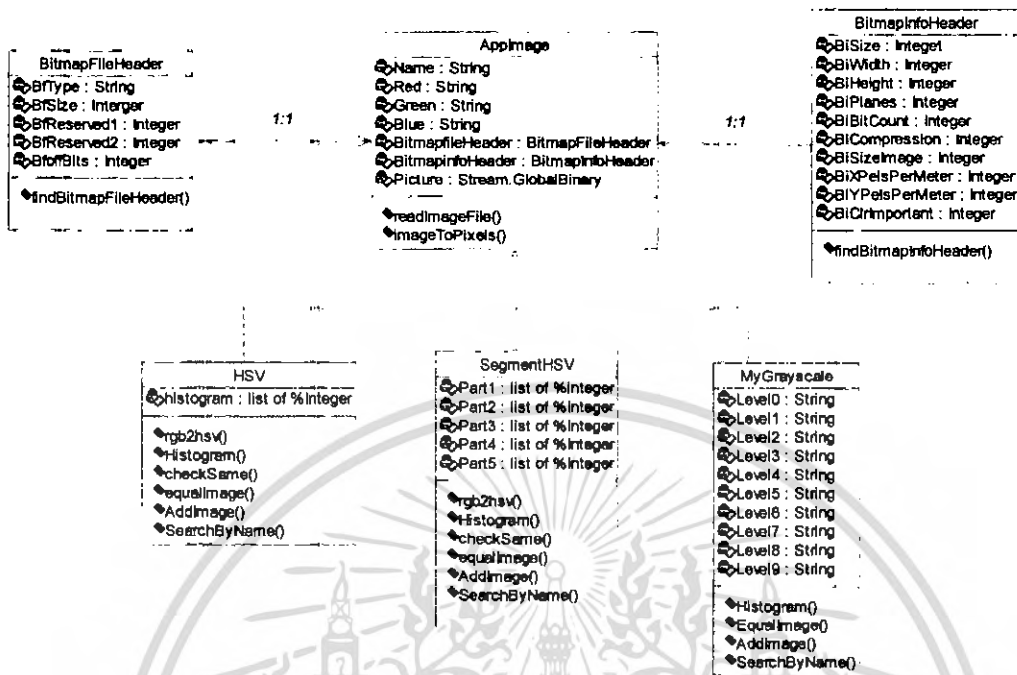 BitmapFileHeader
BfType : String
BfSize : Interger
BfReserved1 : Integer
BfReserved2 : Integer
BfoffBits : Integer
findBitmapFileHeader()
1:1
AppImage
Name : String
Red : String
Green : String
Blue : String
BitmapfileHeader : BitmapFileHeader
BitmapinfoHeader : BitmapInfoHeader
Picture : Stream.GlobalBinary
readImageFile()
imageToPixels()
1:1
BitmapInfoHeader
BiSize : Integet
BiWidth : Integer
BiHeight : Integer
BiPlanes : Integer
BiBitCount : Integer
BiCompression : Integer
BiSizeImage : Integer
BiXPelsPerMeter : Integer
BiYPelsPerMeter : Integer
BiClrImportant : Integer
findBitmapInfoHeader()
HSV
histogram : list of %Integer
rgb2hsv()
Histogram()
checkSame()
equalImage()
AddImage()
SearchByName()
SegmentHSV
Part1 : list of %Integer
Part2 : list of %Integer
Part3 : list of %Integer
Part4 : list of %Integer
Part5 : list of %Integer
rgb2hsv()
Histogram()
checkSame()
equalImage()
AddImage()
SearchByName()
MyGrayscale
Level0 : String
Level1 : String
Level2 : String
Level3 : String
Level4 : String
Level5 : String
Level6 : String
Level7 : String
Level8 : String
Level9 : String
Histogram()
EqualImage()
AddImage()
SearchByName()